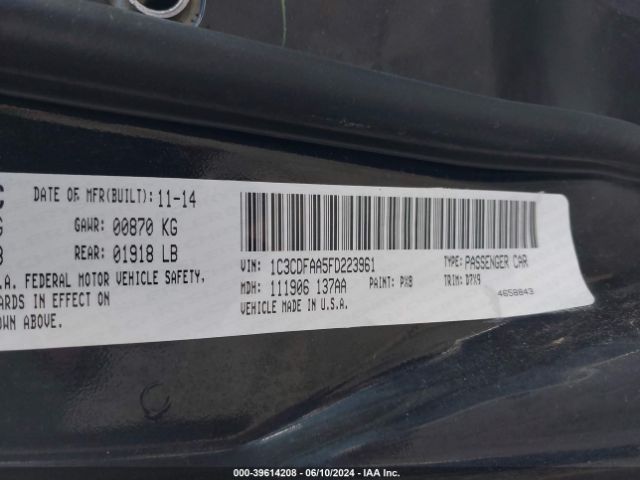 DATE OF MFR(BUILT): 11-14
GAWR: 00870 KG
REAR: 01918 LB
.A. FEDERAL MOTOR VEHICLE SAFETY,
ARDS IN EFFECT ON
OWN ABOVE.
VIN: 1C3CDFAA5FD223961 TYPE: PASSENGER CAR
MDH: 111906 137AA PAINT: PX8 TRIM: D7X9
VEHICLE MADE IN U.S.A. 4658843
000-39614208 - 06/10/2024 - IAA Inc.